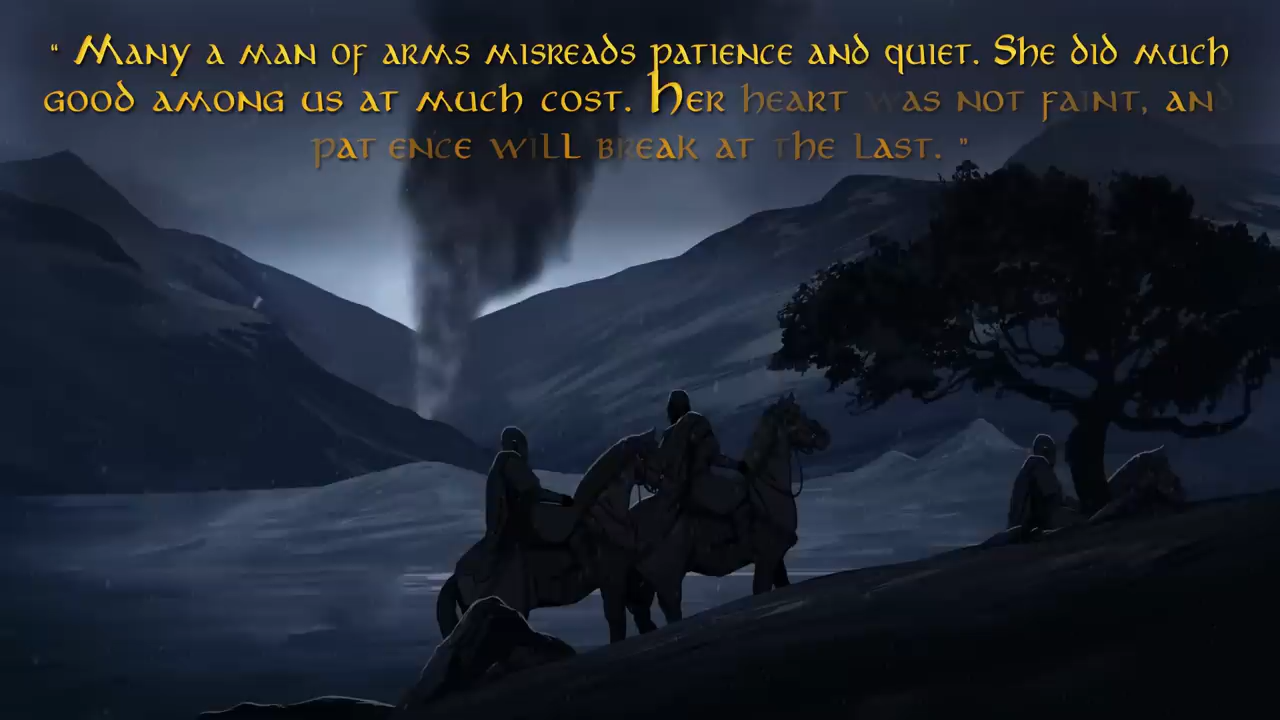 " Many a man of arms misreads patience and quiet. She did much
good among us at much cost. Her heart was not faint, and
patience will break at the last. "